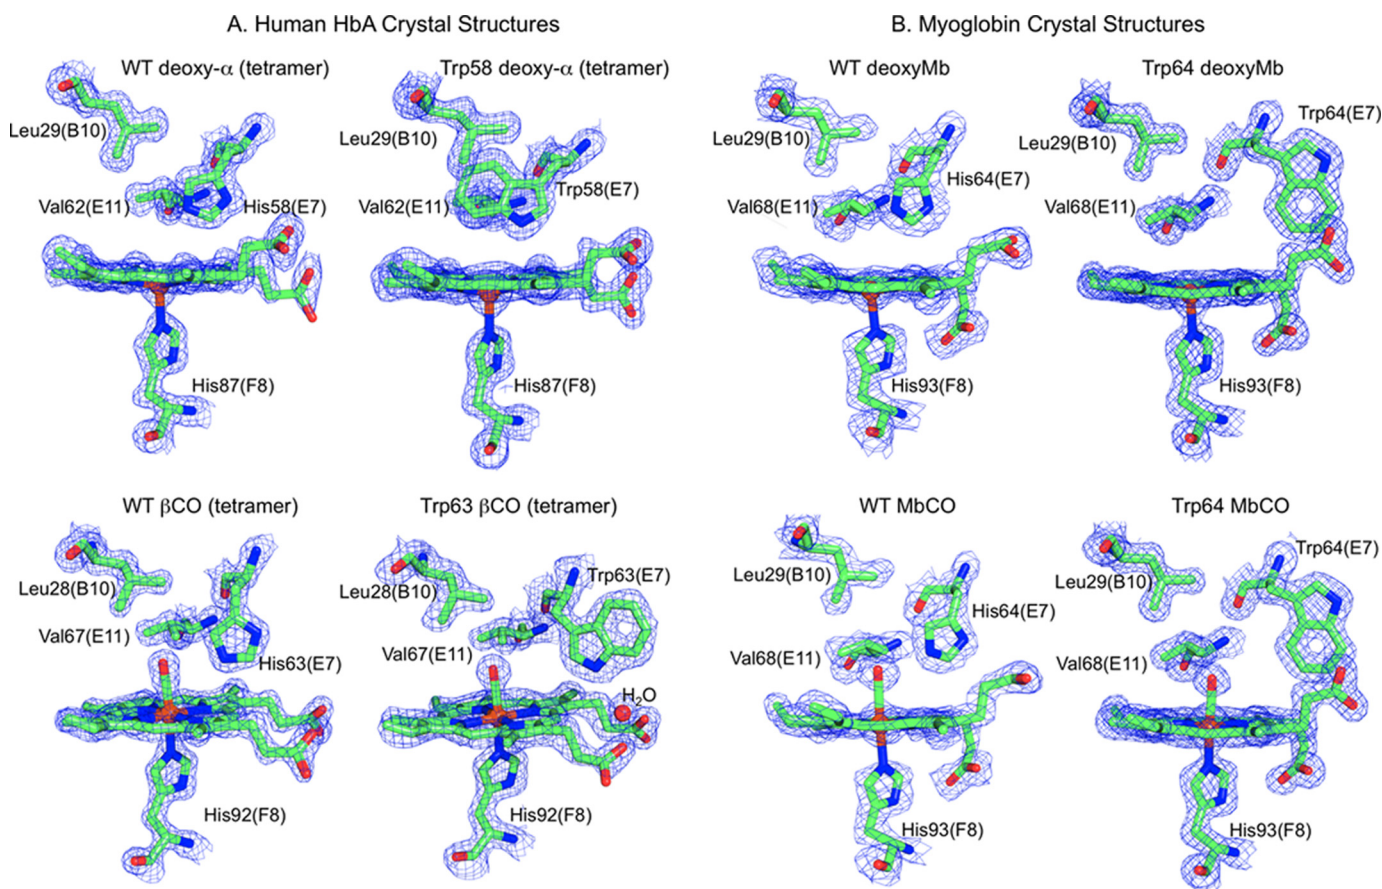 A. Human HbA Crystal Structures
B. Myoglobin Crystal Structures
WT deoxy-α (tetramer)
Trp58 deoxy-α (tetramer)
WT deoxyMb
Trp64 deoxyMb
Leu29(B10)
Val62(E11)
His58(E7)
His87(F8)
Leu29(B10)
Val62(E11)
Trp58(E7)
His87(F8)
Leu29(B10)
His64(E7)
Val68(E11)
His93(F8)
Trp64(E7)
Leu29(B10)
Val68(E11)
His93(F8)
WT βCO (tetramer)
Trp63 βCO (tetramer)
WT MbCO
Trp64 MbCO
Leu28(B10)
Val67(E11)
His63(E7)
His92(F8)
Trp63(E7)
Leu28(B10)
Val67(E11)
H₂O
His92(F8)
Leu29(B10)
His64(E7)
Val68(E11)
His93(F8)
Trp64(E7)
Leu29(B10)
Val68(E11)
His93(F8)